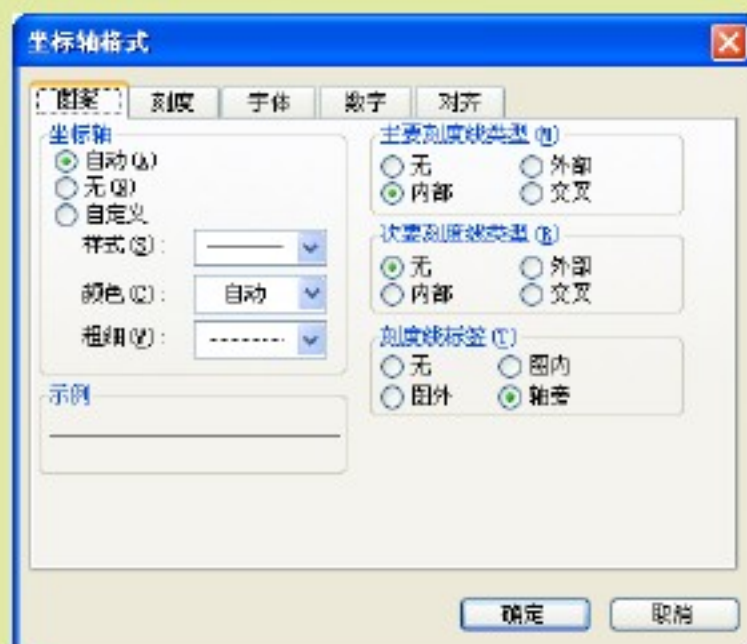 坐标轴格式
图案 刻度 字体 数字 对齐
坐标轴
自动(A)
无(N)
自定义
样式(S):
颜色(C): 自动
粗细(W):
示例
主要刻度线类型(M)
无 外部
内部 交叉
次要刻度线类型(B)
无 外部
内部 交叉
刻度线标签(T)
无 图内
图外 轴旁
确定 取消